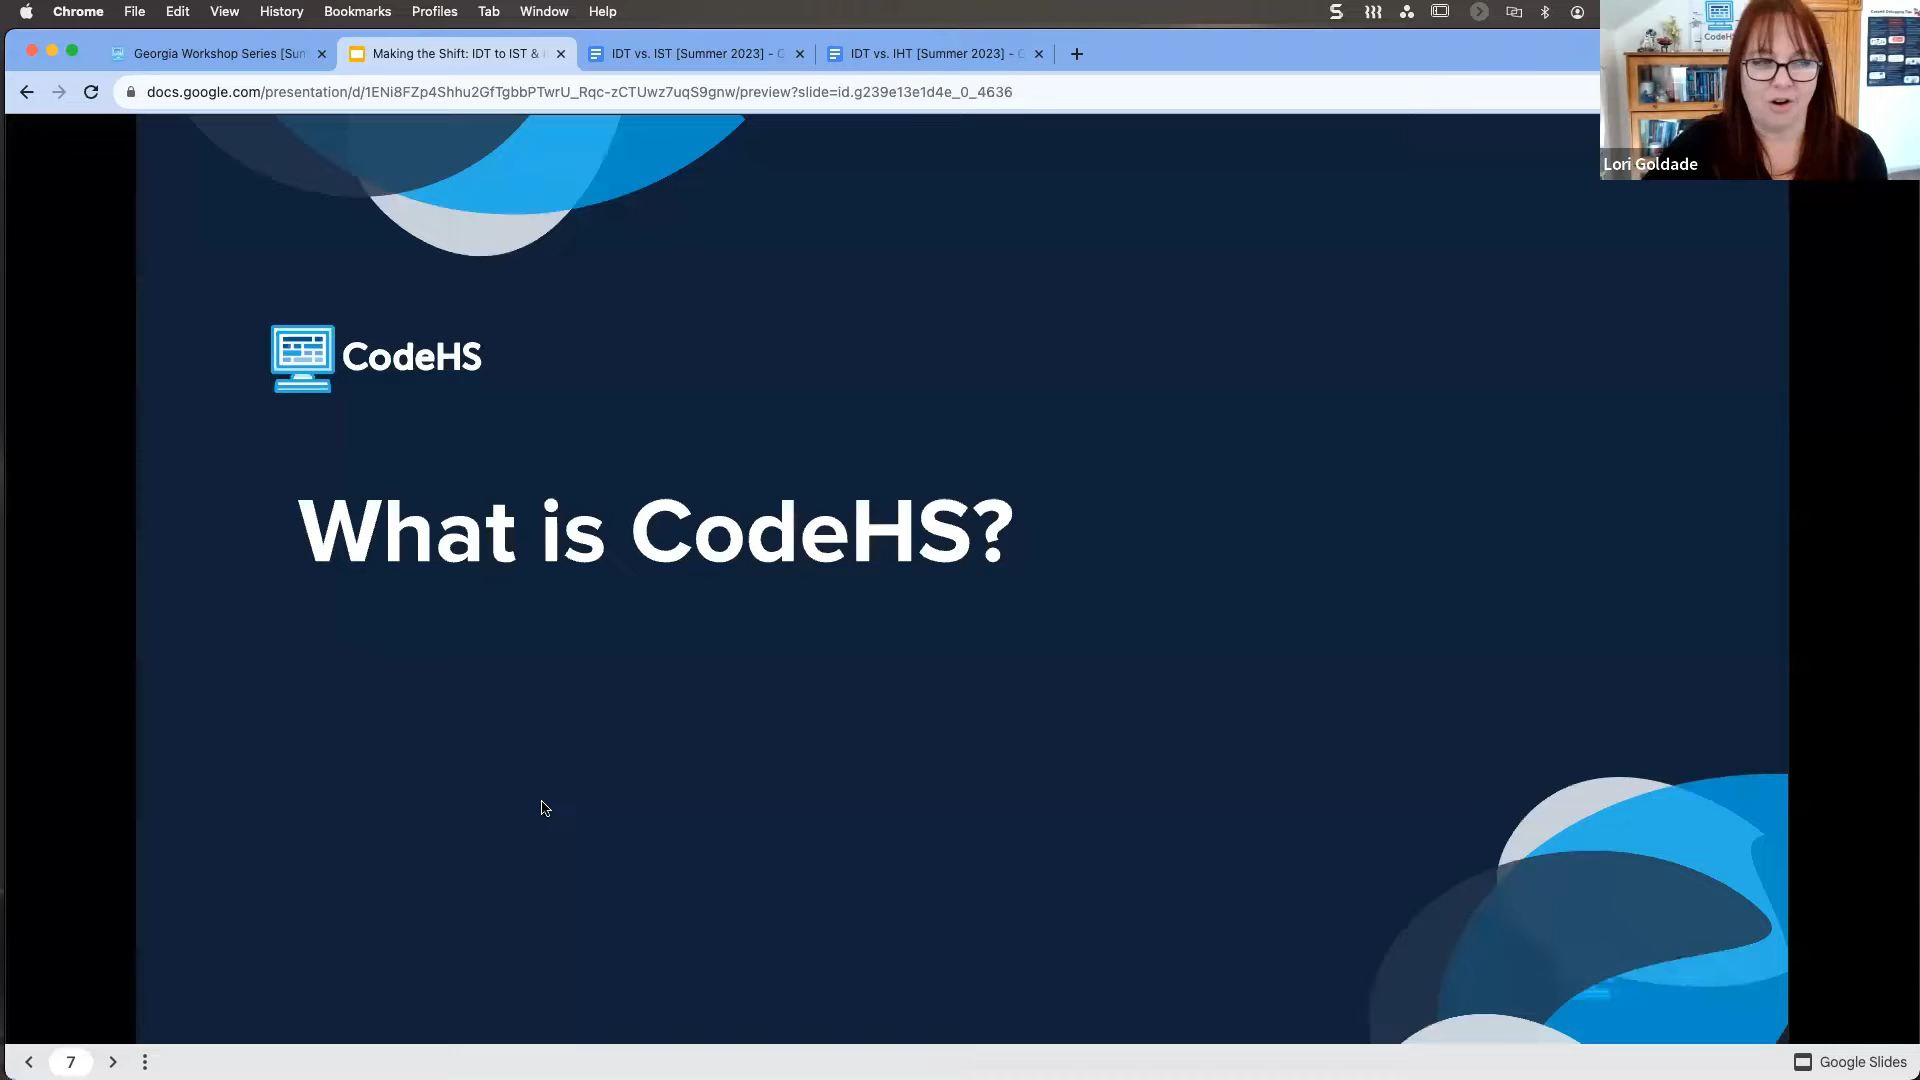 Chrome File Edit View History Bookmarks Profiles Tab Window Help
Georgia Workshop Series [Sum
Making the Shift: IDT to IST &
IDT vs. IST [Summer 2023] - G
IDT vs. IHT [Summer 2023] - G
docs.google.com/presentation/d/1ENi8FZp4Shhu2GfTgbbPTwrU_Rqc-zCTUwz7uqS9gnw/preview?slide=id.g239e13e1d4e_0_4636
Lori Goldade
CodeHS
What is CodeHS?
7
Google Slides